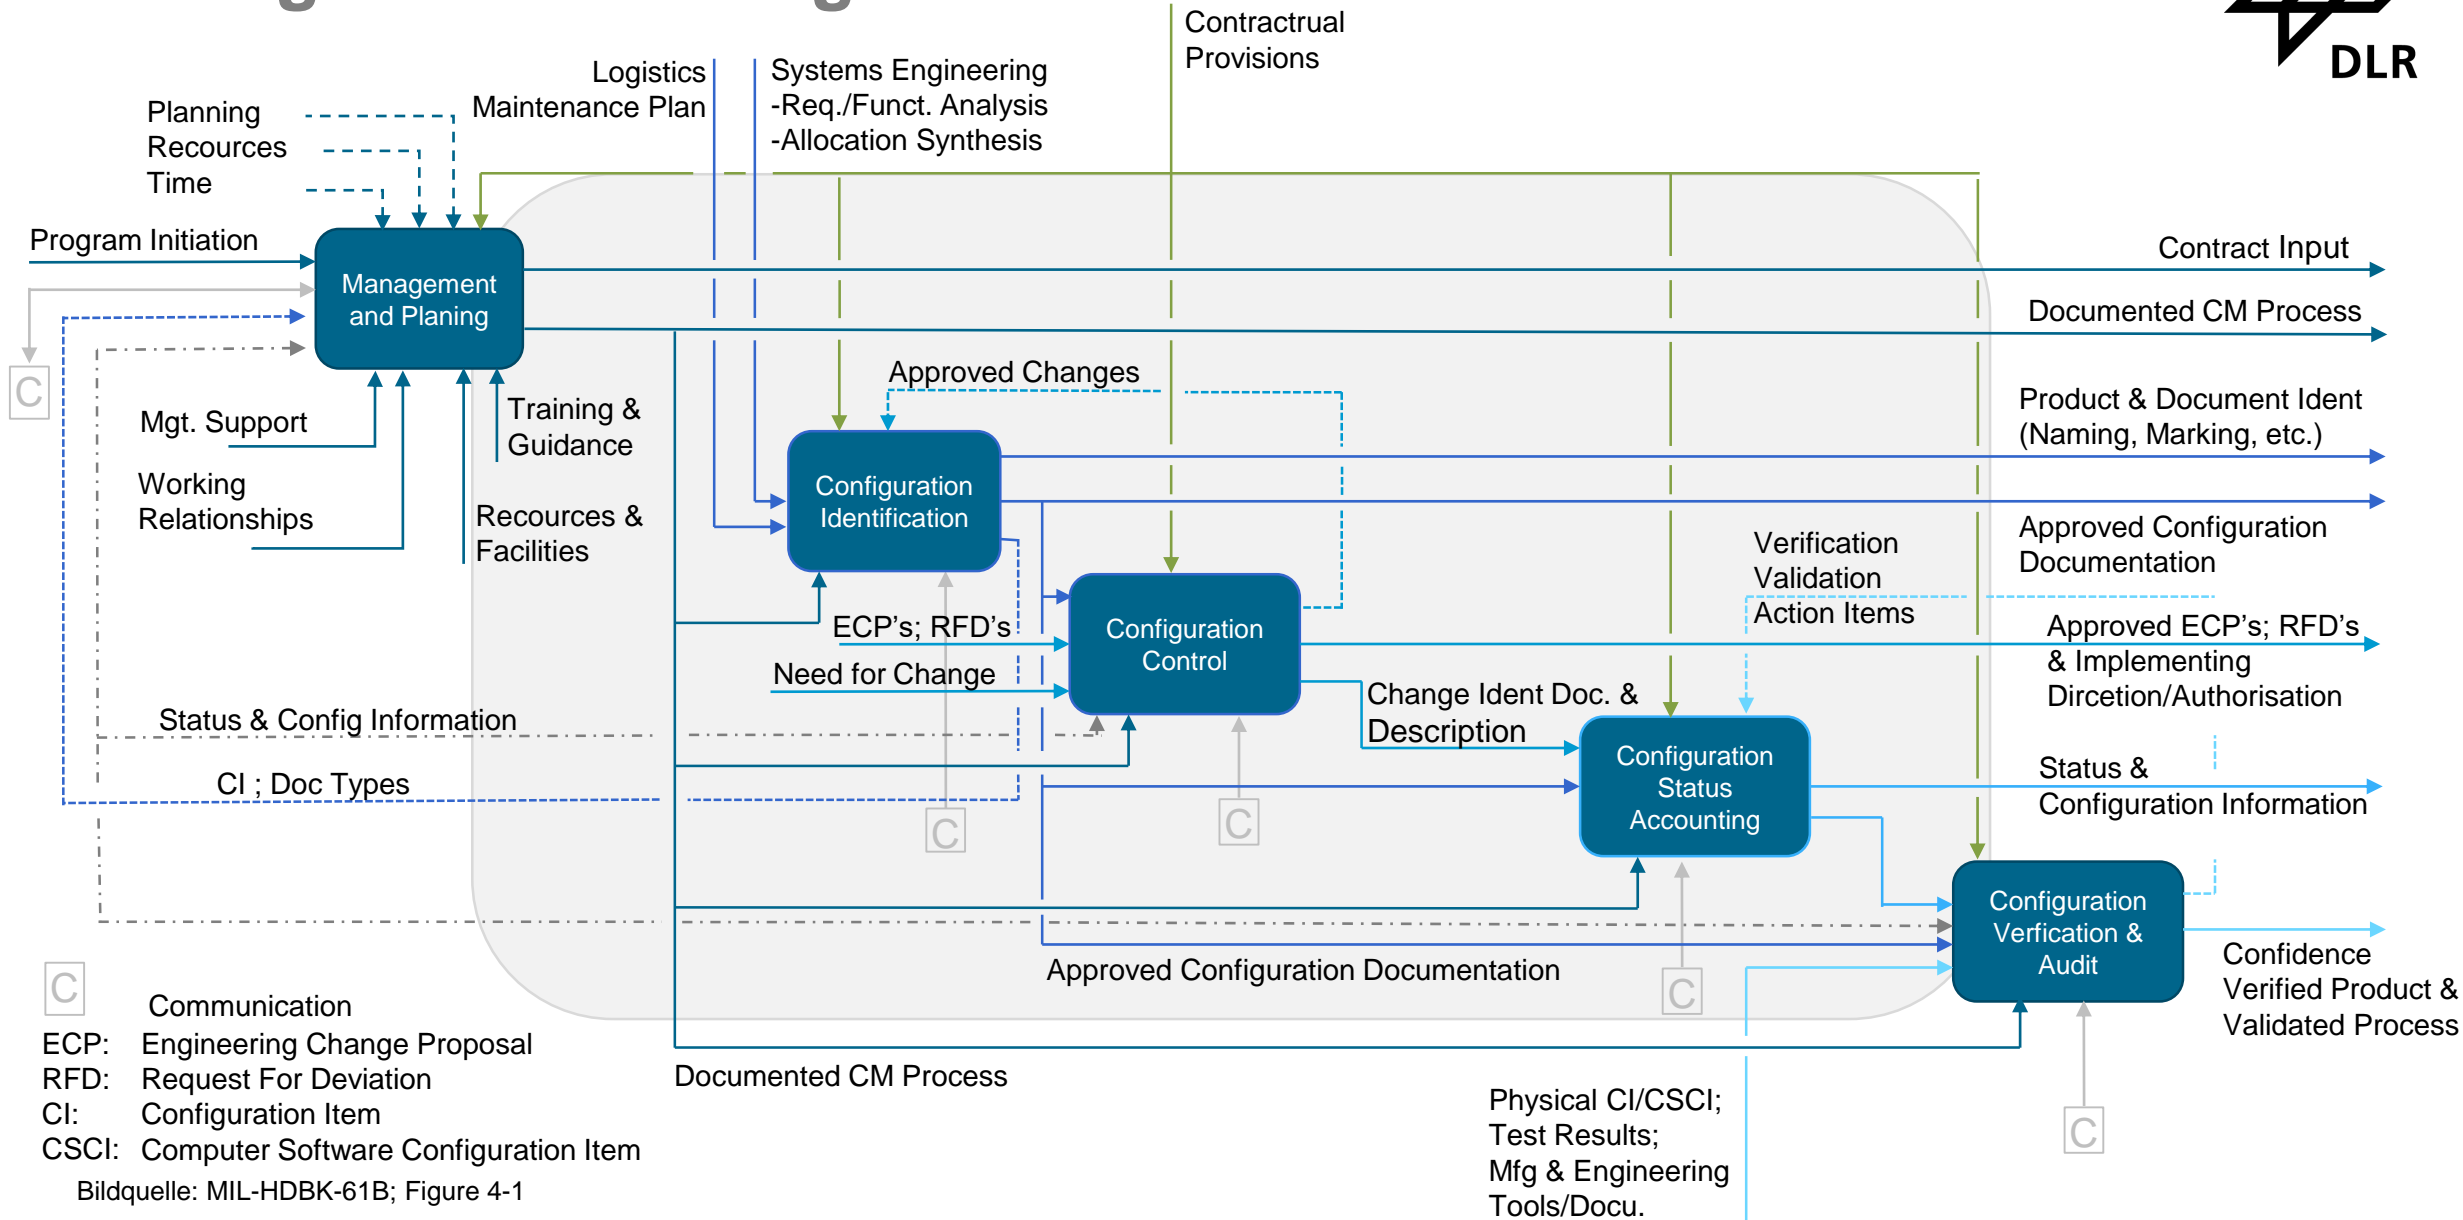 DLR
Contractrual
Provisions
Logistics
Maintenance Plan
Systems Engineering
-Req./Funct. Analysis
-Allocation Synthesis
Planning
Recources
Time
Program Initiation
Management
and Planing
Contract Input
Documented CM Process
C
Mgt. Support
Training &
Guidance
Working
Relationships
Recources &
Facilities
Approved Changes
Product & Document Ident
(Naming, Marking, etc.)
Configuration
Identification
Approved Configuration
Documentation
Verification
Validation
Action Items
ECP's; RFD's
Need for Change
Configuration
Control
Approved ECP's; RFD's
& Implementing
Dircetion/Authorisation
Change Ident Doc. &
Description
Status & Config Information
CI ; Doc Types
C
C
Configuration
Status
Accounting
Status &
Configuration Information
Configuration
Verfication &
Audit
Approved Configuration Documentation
C
Confidence
Verified Product &
Validated Process
Documented CM Process
Physical CI/CSCI;
Test Results;
Mfg & Engineering
Tools/Docu.
C
C Communication
ECP: Engineering Change Proposal
RFD: Request For Deviation
CI: Configuration Item
CSCI: Computer Software Configuration Item
Bildquelle: MIL-HDBK-61B; Figure 4-1